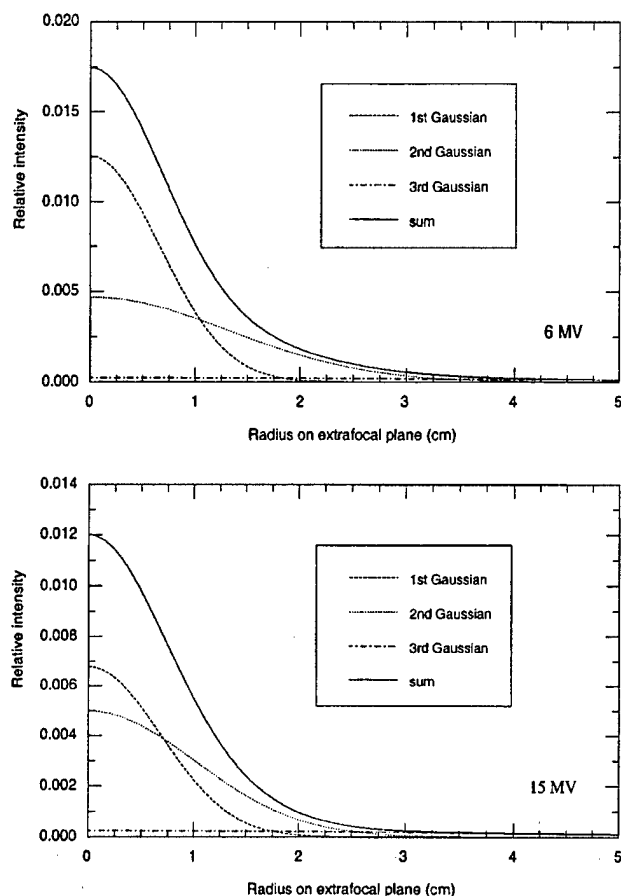 0.020
0.015
0.010
0.005
0.000
Relative intensity
1st Gaussian
2nd Gaussian
3rd Gaussian
sum
6 MV
0 1 2 3 4 5
Radius on extrafocal plane (cm)
0.014
0.012
0.010
0.008
0.006
0.004
0.002
0.000
Relative intensity
1st Gaussian
2nd Gaussian
3rd Gaussian
sum
15 MV
0 1 2 3 4 5
Radius on extrafocal plane (cm)